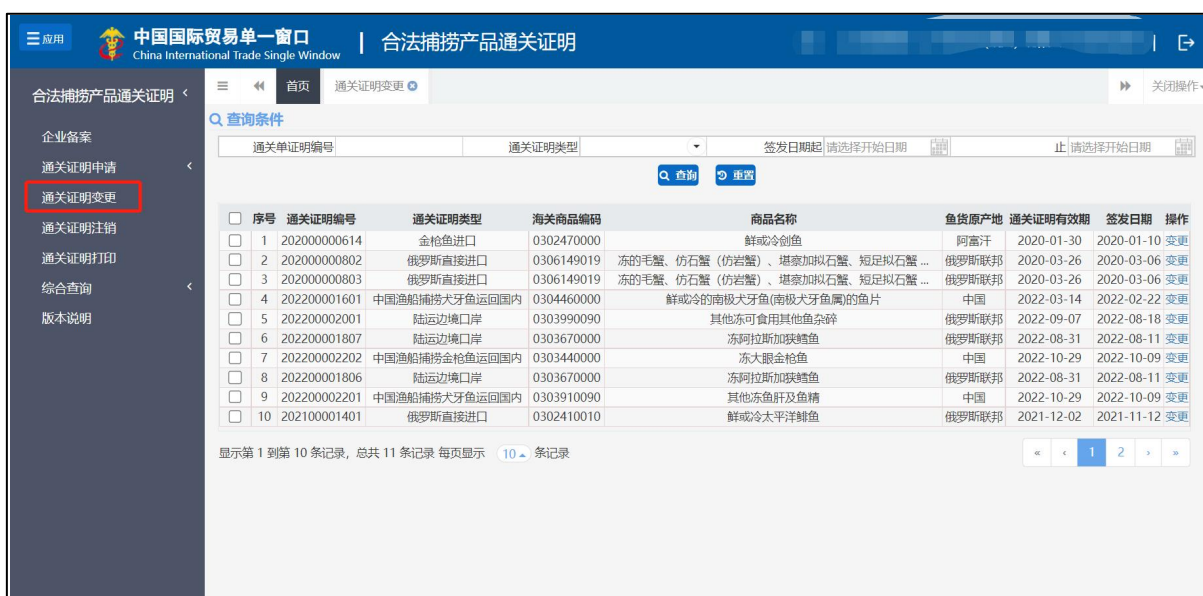 应用
中国国际贸易单一窗口
China International Trade Single Window
合法捕捞产品通关证明
合法捕捞产品通关证明
企业备案
通关证明申请
通关证明变更
通关证明注销
通关证明打印
综合查询
版本说明
首页 通关证明变更 关闭操作
查询条件
通关单证明编号 通关证明类型 签发日期起 请选择开始日期 止 请选择开始日期
查询 重置
序号 通关证明编号 通关证明类型 海关商品编码 商品名称 鱼货原产地 通关证明有效期 签发日期 操作
1 202000000614 金枪鱼进口 0302470000 鲜或冷剑鱼 阿富汗 2020-01-30 2020-01-10 变更
2 202000000802 俄罗斯直接进口 0306149019 冻的毛蟹、仿石蟹（仿岩蟹）、堪察加拟石蟹、短足拟石蟹 ... 俄罗斯联邦 2020-03-26 2020-03-06 变更
3 202000000803 俄罗斯直接进口 0306149019 冻的毛蟹、仿石蟹（仿岩蟹）、堪察加拟石蟹、短足拟石蟹 ... 俄罗斯联邦 2020-03-26 2020-03-06 变更
4 202200001601 中国渔船捕捞犬牙鱼运回国内 0304460000 鲜或冷的南极犬牙鱼(南极犬牙鱼属)的鱼片 中国 2022-03-14 2022-02-22 变更
5 202200002001 陆运边境口岸 0303990090 其他冻可食用其他鱼杂碎 俄罗斯联邦 2022-09-07 2022-08-18 变更
6 202200001807 陆运边境口岸 0303670000 冻阿拉斯加狭鳕鱼 俄罗斯联邦 2022-08-31 2022-08-11 变更
7 202200002202 中国渔船捕捞金枪鱼运回国内 0303440000 冻大眼金枪鱼 中国 2022-10-29 2022-10-09 变更
8 202200001806 陆运边境口岸 0303670000 冻阿拉斯加狭鳕鱼 俄罗斯联邦 2022-08-31 2022-08-11 变更
9 202200002201 中国渔船捕捞犬牙鱼运回国内 0303910090 其他冻鱼肝及鱼精 中国 2022-10-29 2022-10-09 变更
10 202100001401 俄罗斯直接进口 0302410010 鲜或冷太平洋鲱鱼 俄罗斯联邦 2021-12-02 2021-11-12 变更
显示第 1 到第 10 条记录，总共 11 条记录 每页显示 10 条记录 « ‹ 1 2 › »